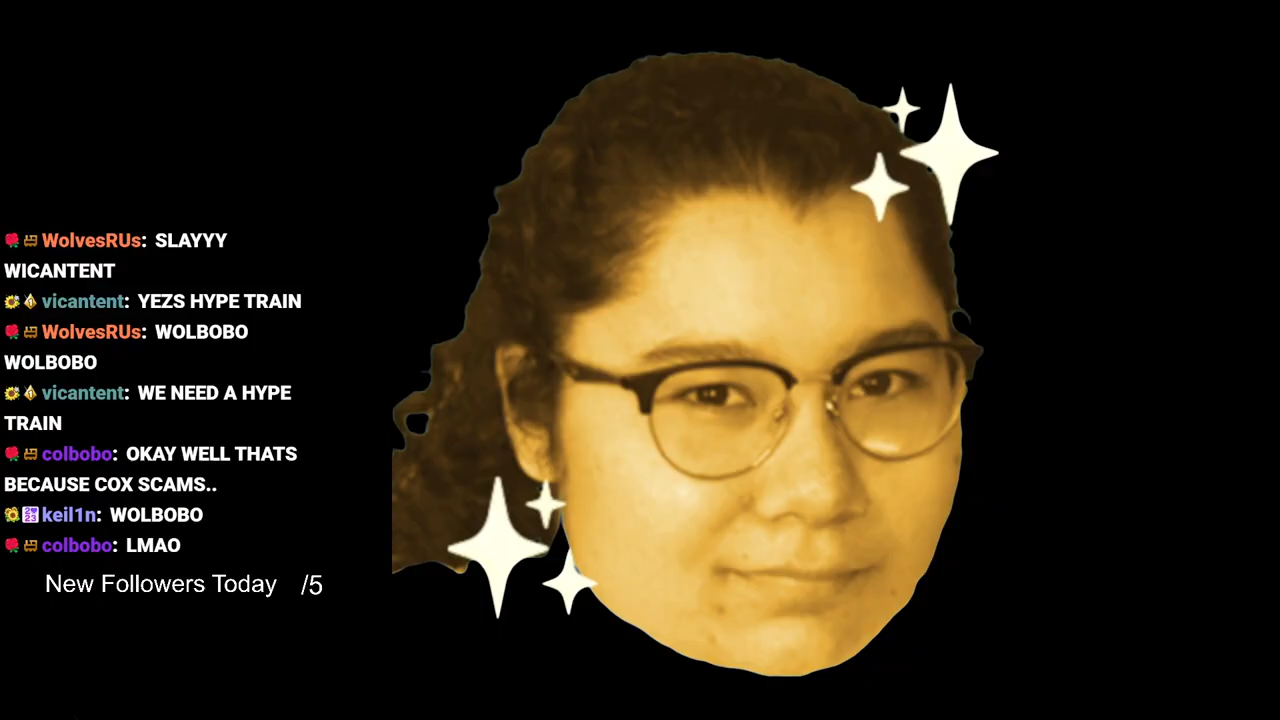 WolvesRUs: SLAYYY
WICANTENT
vicantent: YEZS HYPE TRAIN
WolvesRUs: WOLBOBO
WOLBOBO
vicantent: WE NEED A HYPE
TRAIN
colbobo: OKAY WELL THATS
BECAUSE COX SCAMS..
keil1n: WOLBOBO
colbobo: LMAO
New Followers Today /5